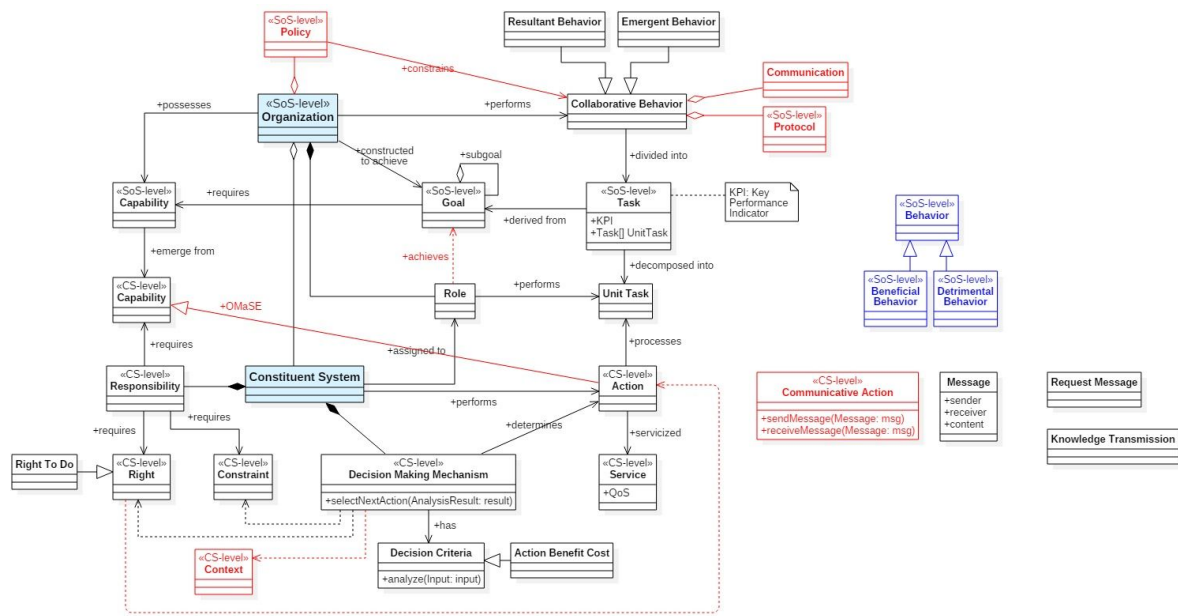 «SoS-level»
Policy
Resultant Behavior
Emergent Behavior
+constrains
Communication
+possesses
«SoS-level»
Organization
+performs
Collaborative Behavior
«SoS-level»
Protocol
+constructed
to achieve
+subgoal
+divided into
«SoS-level»
Capability
+requires
«SoS-level»
Goal
+derived from
«SoS-level»
Task
+KPI
+Task[] UnitTask
KPI: Key
Performance
Indicator
«SoS-level»
Behavior
+emerge from
+achieves
+decomposed into
«CS-level»
Capability
+OMaSE
Role
+performs
Unit Task
«SoS-level»
Beneficial
Behavior
«SoS-level»
Detrimental
Behavior
+requires
+assigned to
+processes
«CS-level»
Responsibility
Constituent System
+performs
«CS-level»
Action
«CS-level»
Communicative Action
+sendMessage(Message: msg)
+receiveMessage(Message: msg)
Message
+sender
+receiver
+content
Request Message
+requires
+requires
+determines
+servicized
Knowledge Transmission
Right To Do
«CS-level»
Right
«CS-level»
Constraint
«CS-level»
Decision Making Mechanism
+selectNextAction(AnalysisResult: result)
«CS-level»
Service
+QoS
+has
«CS-level»
Context
Decision Criteria
+analyze(Input: input)
Action Benefit Cost